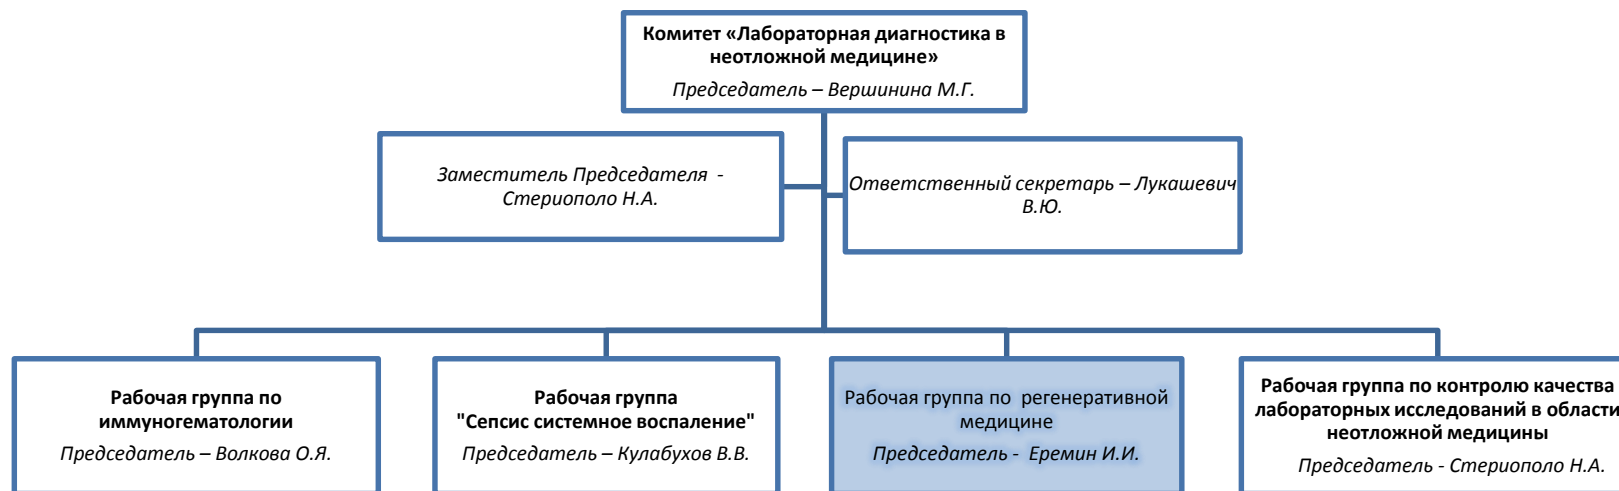 Комитет «Лабораторная диагностика в
неотложной медицине»
Председатель – Вершинина М.Г.
Заместитель Председателя -
Стериополо Н.А.
Ответственный секретарь – Лукашевич
В.Ю.
Рабочая группа по
иммуногематологии
Председатель – Волкова О.Я.
Рабочая группа
"Сепсис системное воспаление"
Председатель – Кулабухов В.В.
Рабочая группа по регенеративной
медицине
Председатель - Еремин И.И.
Рабочая группа по контролю качества
лабораторных исследований в области
неотложной медицины
Председатель - Стериополо Н.А.